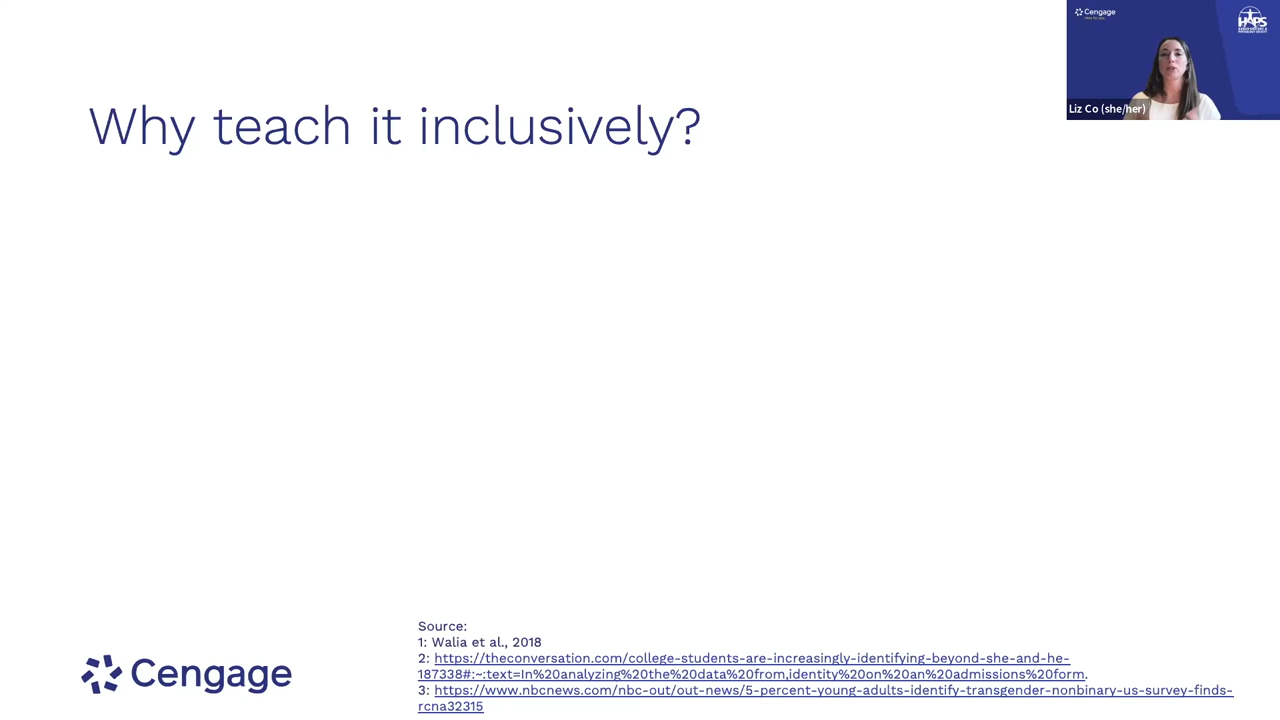 Cengage
HAPS
Liz Co (she/her)
Why teach it inclusively?
Source:
1: Walia et al., 2018
2: https://theconversation.com/college-students-are-increasingly-identifying-beyond-she-and-he-
187338#:~:text=In%20analyzing%20the%20data%20from,identity%20on%20an%20admissions%20form.
3: https://www.nbcnews.com/nbc-out/out-news/5-percent-young-adults-identify-transgender-nonbinary-us-survey-finds-
rcna32315
Cengage